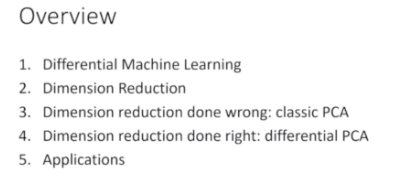 Overview
1. Differential Machine Learning
2. Dimension Reduction
3. Dimension reduction done wrong: classic PCA
4. Dimension reduction done right: differential PCA
5. Applications